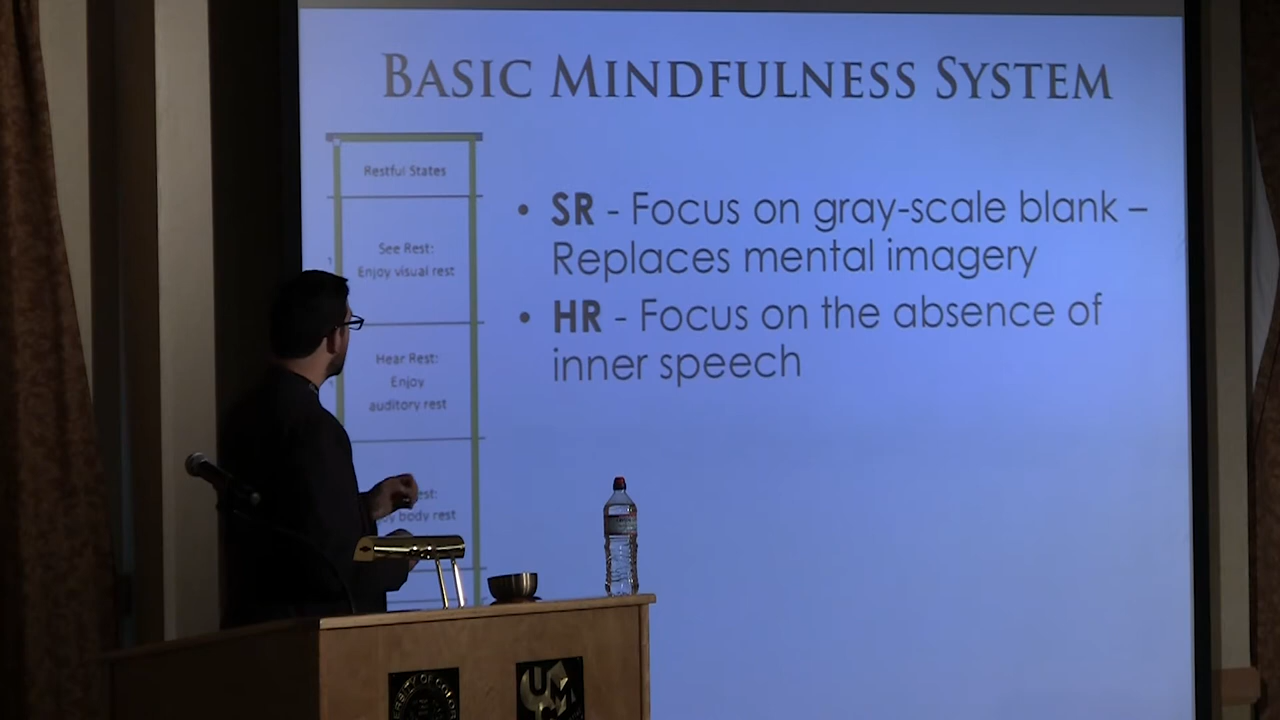 BASIC MINDFULNESS SYSTEM
Restful States
See Rest:
Enjoy visual rest
Hear Rest:
Enjoy
auditory rest
body rest
• SR - Focus on gray-scale blank –
Replaces mental imagery
• HR - Focus on the absence of
inner speech
UMC